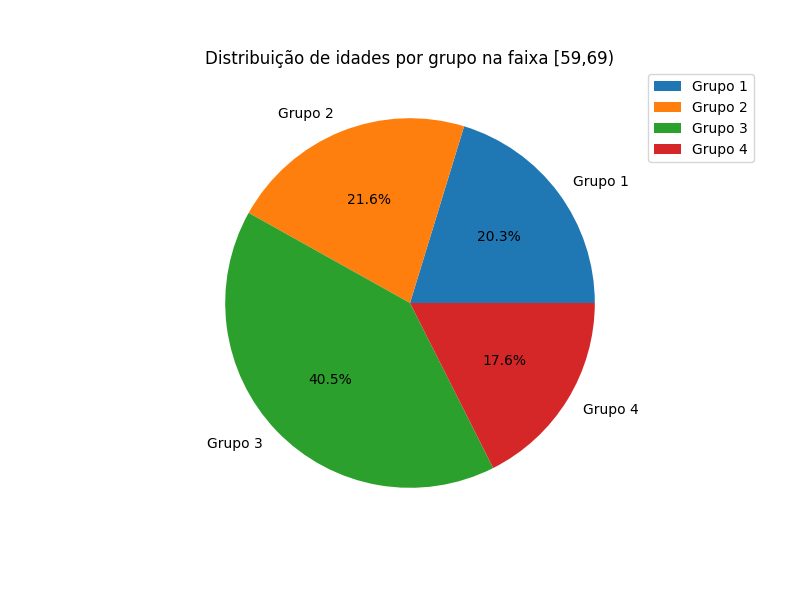 Distribuição de idades por grupo na faixa [59,69)
Grupo 1
Grupo 2
Grupo 3
Grupo 4
Grupo 2
Grupo 1
21.6%
20.3%
17.6%
40.5%
Grupo 4
Grupo 3